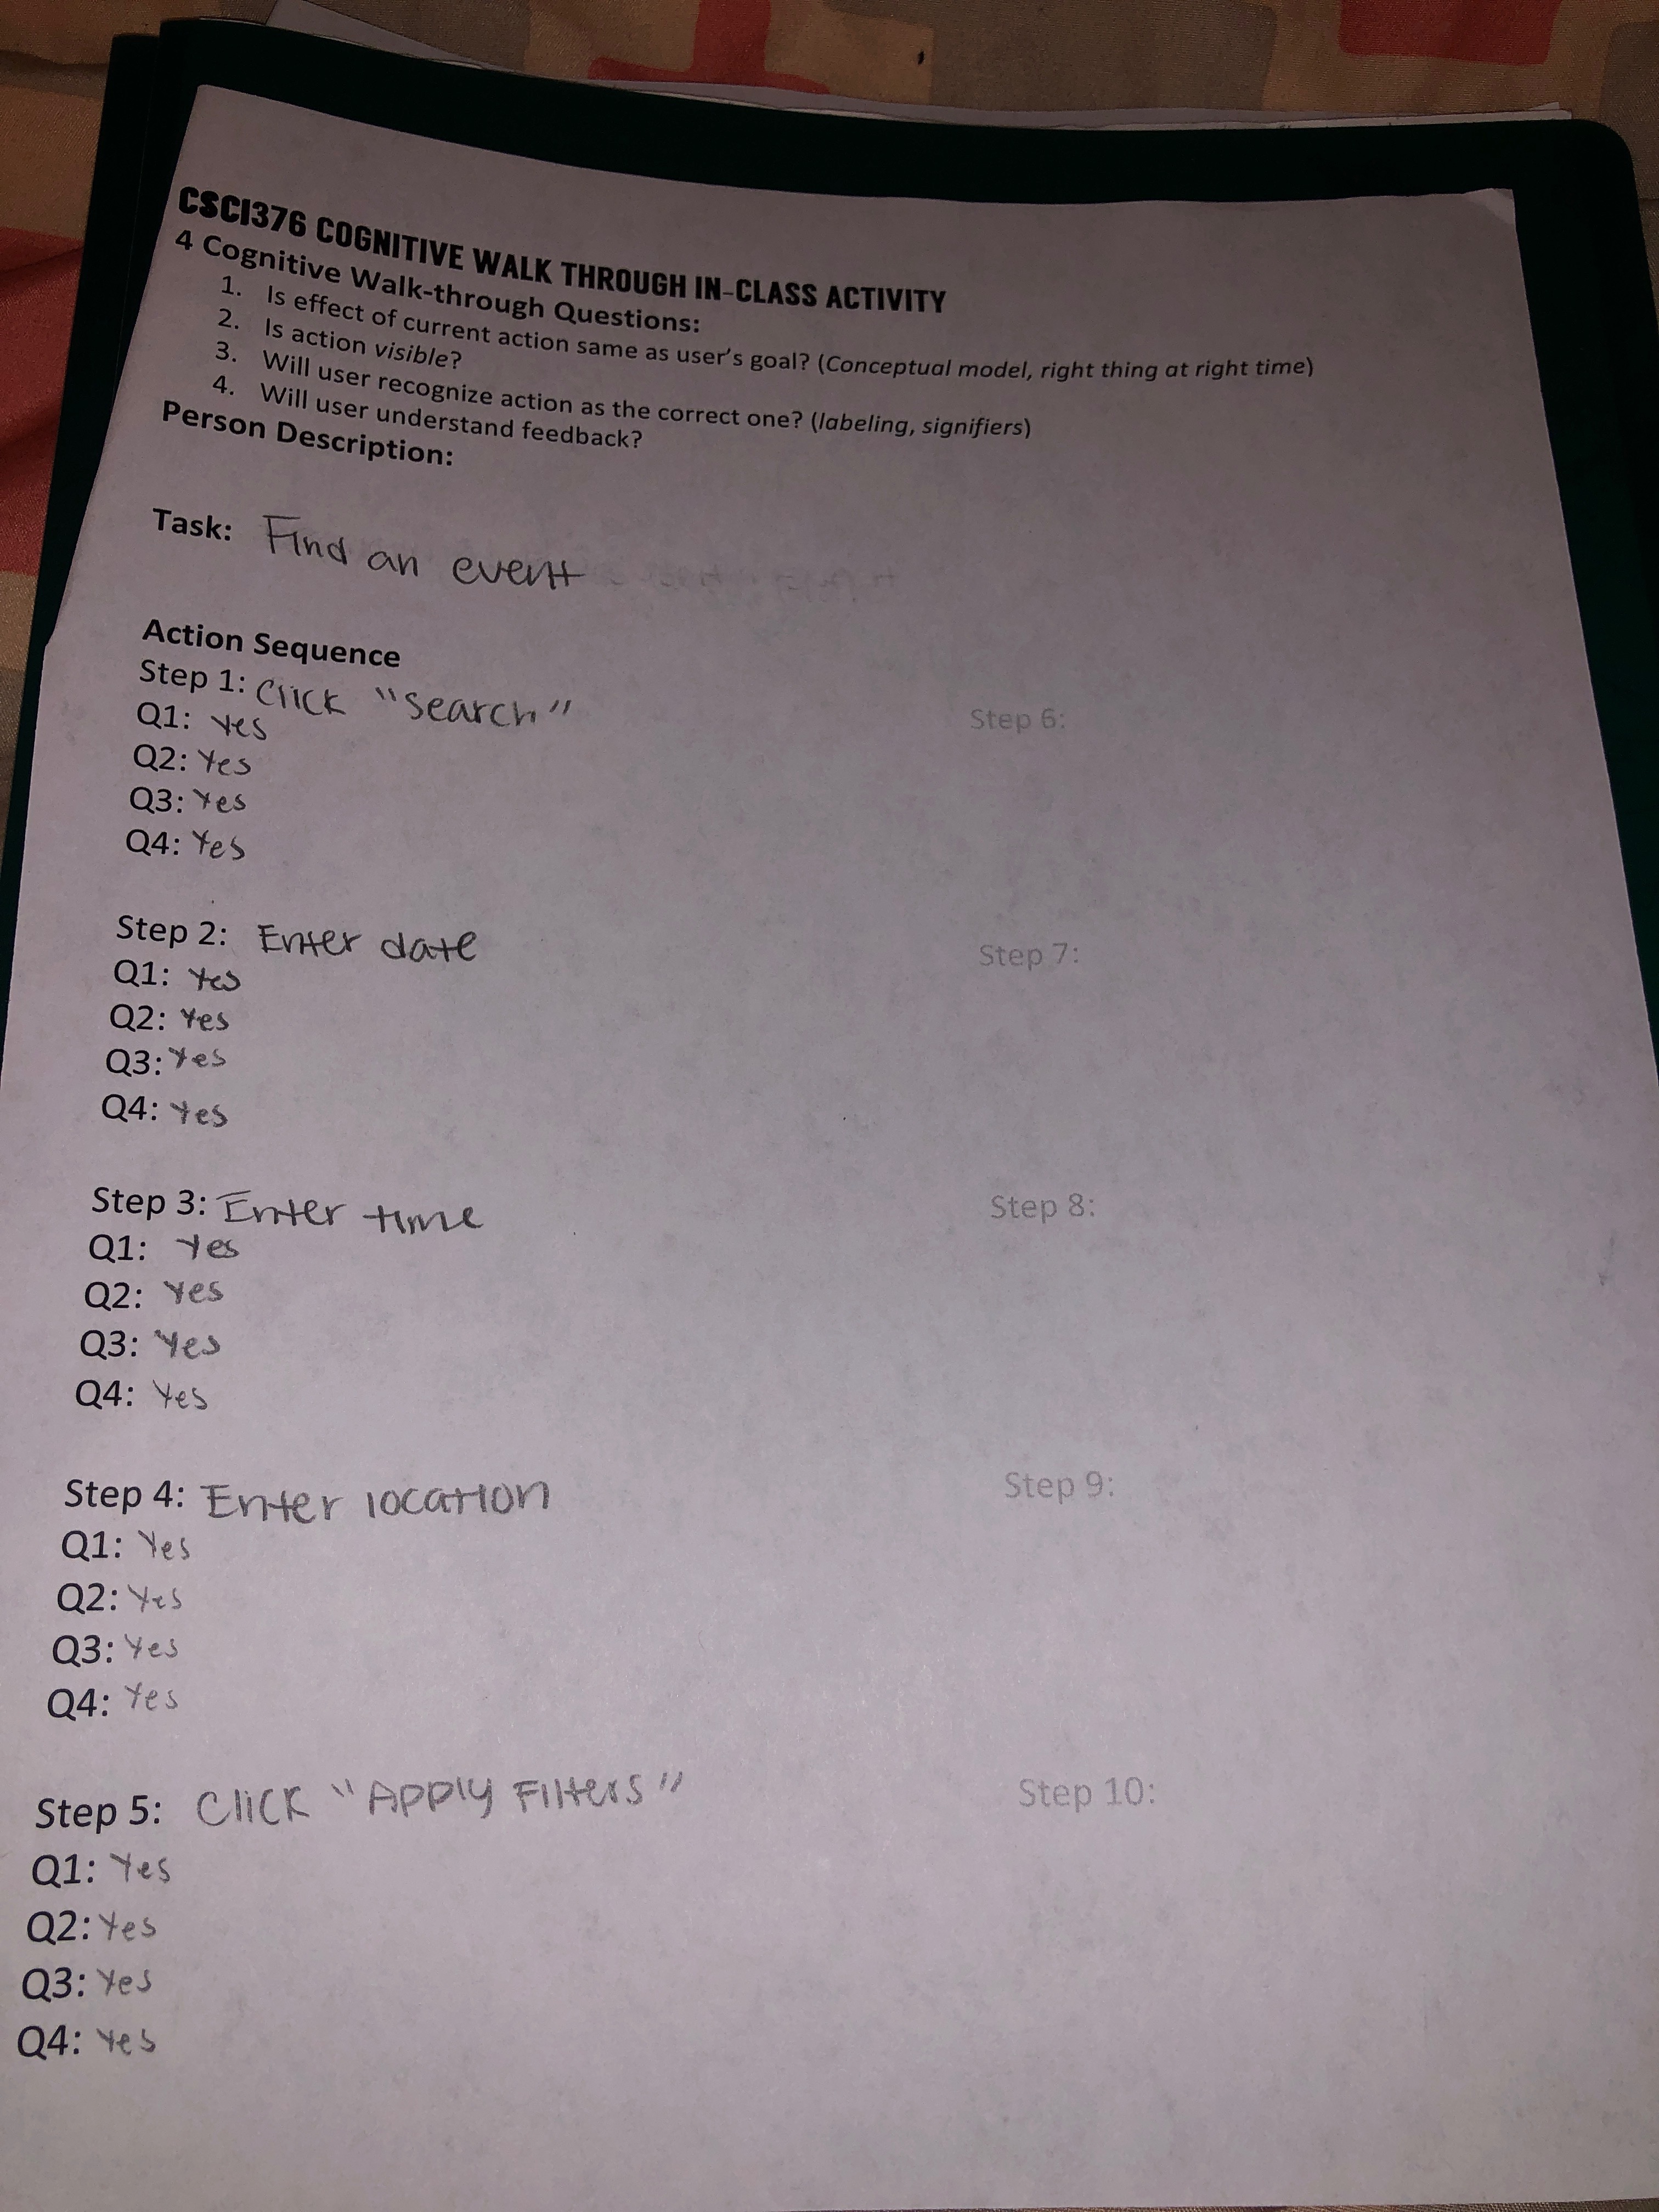 CSCI376 COGNITIVE WALK THROUGH IN-CLASS ACTIVITY
4 Cognitive Walk-through Questions:
1. Is effect of current action same as user's goal? (Conceptual model, right thing at right time)
2. Is action visible?
3. Will user recognize action as the correct one? (labeling, signifiers)
4. Will user understand feedback?
Person Description:
Task: Find an event
Action Sequence
Step 1: Click "Search"
Q1: Yes
Q2: Yes
Q3: Yes
Q4: Yes
Step 2: Enter date
Q1: Yes
Q2: Yes
Q3: Yes
Q4: Yes
Step 3: Enter time
Q1: Yes
Q2: Yes
Q3: Yes
Q4: Yes
Step 4: Enter location
Q1: Yes
Q2: Yes
Q3: Yes
Q4: Yes
Step 5: Click "Apply Filters"
Q1: Yes
Q2: Yes
Q3: Yes
Q4: Yes
Step 6:
Step 7:
Step 8:
Step 9:
Step 10: